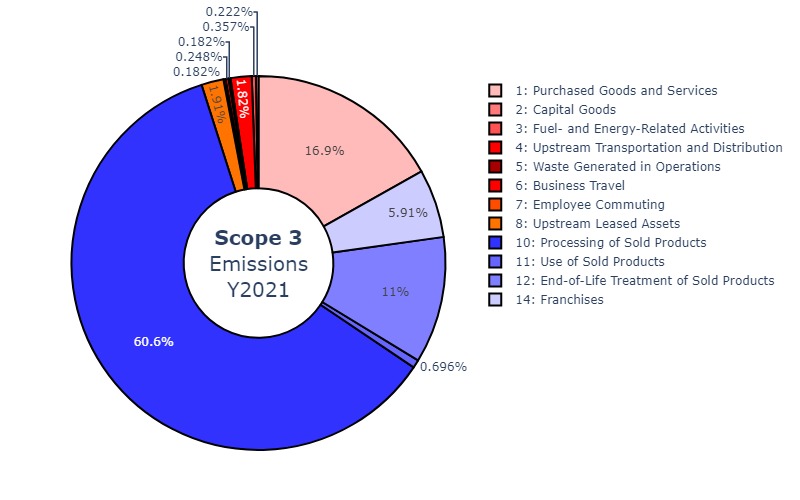 0.222%
0.357%
0.182%
0.248%
0.182%
1.91%
1.82%
16.9%
5.91%
11%
0.696%
60.6%
Scope 3
Emissions
Y2021
1: Purchased Goods and Services
2: Capital Goods
3: Fuel- and Energy-Related Activities
4: Upstream Transportation and Distribution
5: Waste Generated in Operations
6: Business Travel
7: Employee Commuting
8: Upstream Leased Assets
10: Processing of Sold Products
11: Use of Sold Products
12: End-of-Life Treatment of Sold Products
14: Franchises